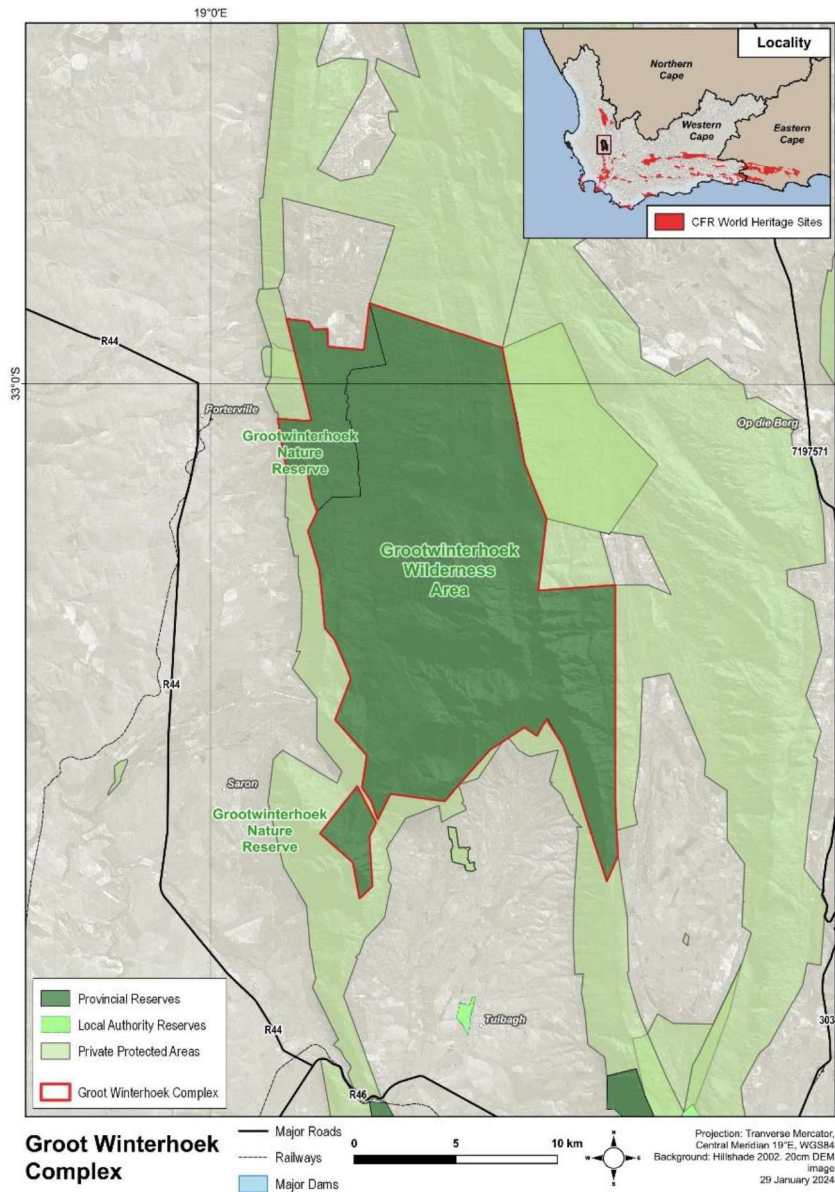 19°0'E
Locality
Northern
Cape
Western
Cape
Eastern
Cape
CFR World Heritage Sites
R44
33°0'S
Porterville
Op die Berg
Grootwinterhoek
Nature
Reserve
7197571
Grootwinterhoek
Wilderness
Area
R44
Saron
Grootwinterhoek
Nature
Reserve
Provincial Reserves
Local Authority Reserves
Private Protected Areas
Groot Winterhoek Complex
Tulbagh
R44
303
R46
Groot Winterhoek
Complex
Major Roads
Railways
Major Dams
0 5 10 km
N
W E
S
Projection: Tranverse Mercator,
Central Meridian 19°E, WGS84
Background: Hillshade 2002. 20cm DEM
image
29 January 2024